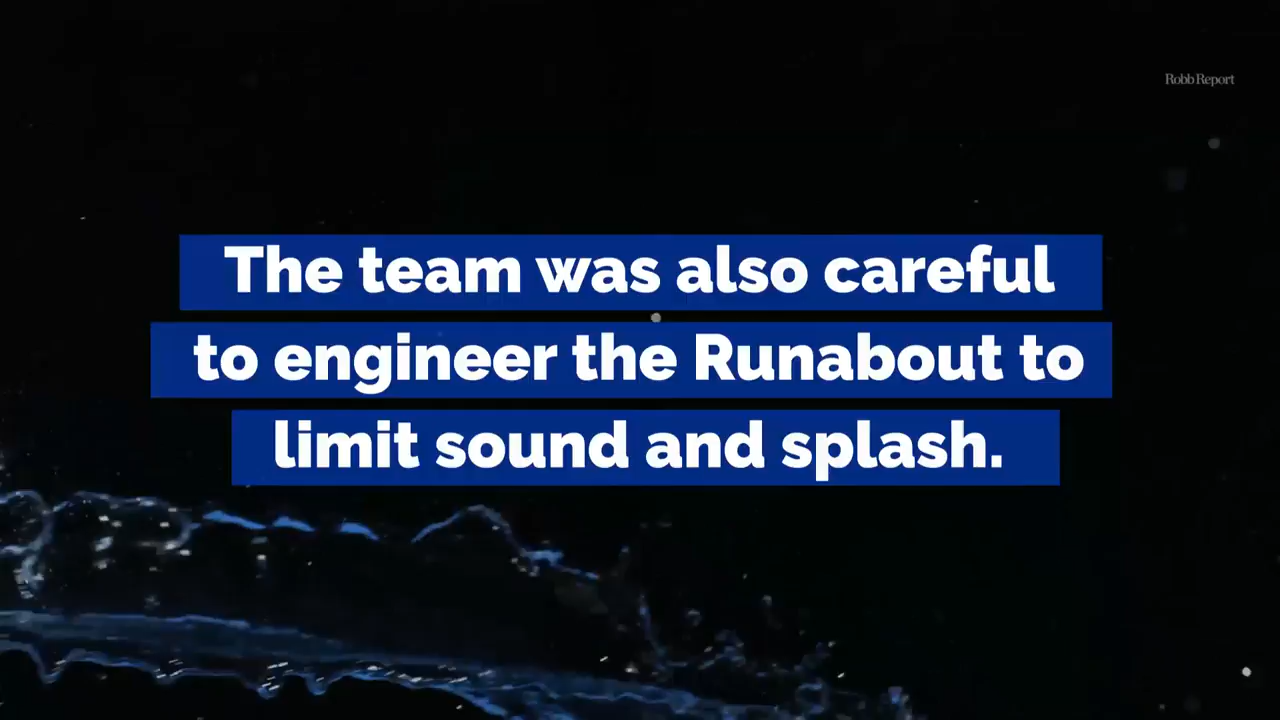 Robb Report
The team was also careful
to engineer the Runabout to
limit sound and splash.